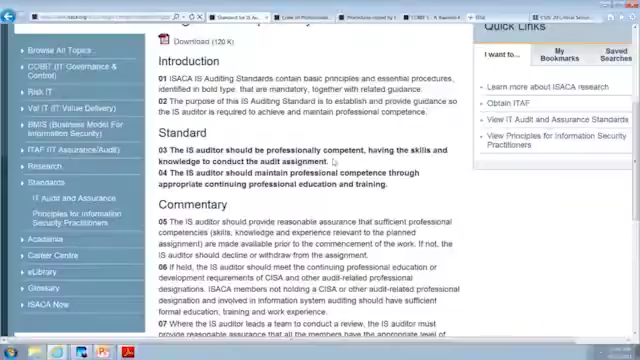 Standard for IS A...
Code of Professional...
Procedures issued by
COBIT 5 - A Business F...
Download (120 K)
Introduction
01 ISACA IS Auditing Standards contain basic principles and essential procedures,
identified in bold type, that are mandatory, together with related guidance.
02 The purpose of this IS Auditing Standard is to establish and provide guidance so
the IS auditor is required to achieve and maintain professional competence.
Standard
03 The IS auditor should be professionally competent, having the skills and
knowledge to conduct the audit assignment.
04 The IS auditor should maintain professional competence through
appropriate continuing professional education and training.
Commentary
05 The IS auditor should provide reasonable assurance that sufficient professional
competencies (skills, knowledge and experience relevant to the planned
assignment) are made available prior to the commencement of the work. If not, the
IS auditor should decline or withdraw from the assignment.
06 If held, the IS auditor should meet the continuing professional education or
development requirements of CISA and other audit-related professional
designations. ISACA members not holding a CISA or other audit-related professional
designation and involved in information system auditing should have sufficient
formal education, training and work experience.
07 Where the IS auditor leads a team to conduct a review, the IS auditor must
provide reasonable assurance that all the members have the appropriate level of
Browse All Topics
COBIT (IT Governance &
Control)
Risk IT
Val IT (IT Value Delivery)
BMIS (Business Model For
Information Security)
ITAF (IT Assurance/Audit)
Research
Standards
IT Audit and Assurance
Principles for Information
Security Practitioners
Academia
Career Centre
eLibrary
Glossary
ISACA Now
Quick Links
I want to...
My
Bookmarks
Saved
Searches
Learn more about ISACA research
Obtain ITAF
View IT Audit and Assurance Standards
View Principles for Information Security
Practitioners